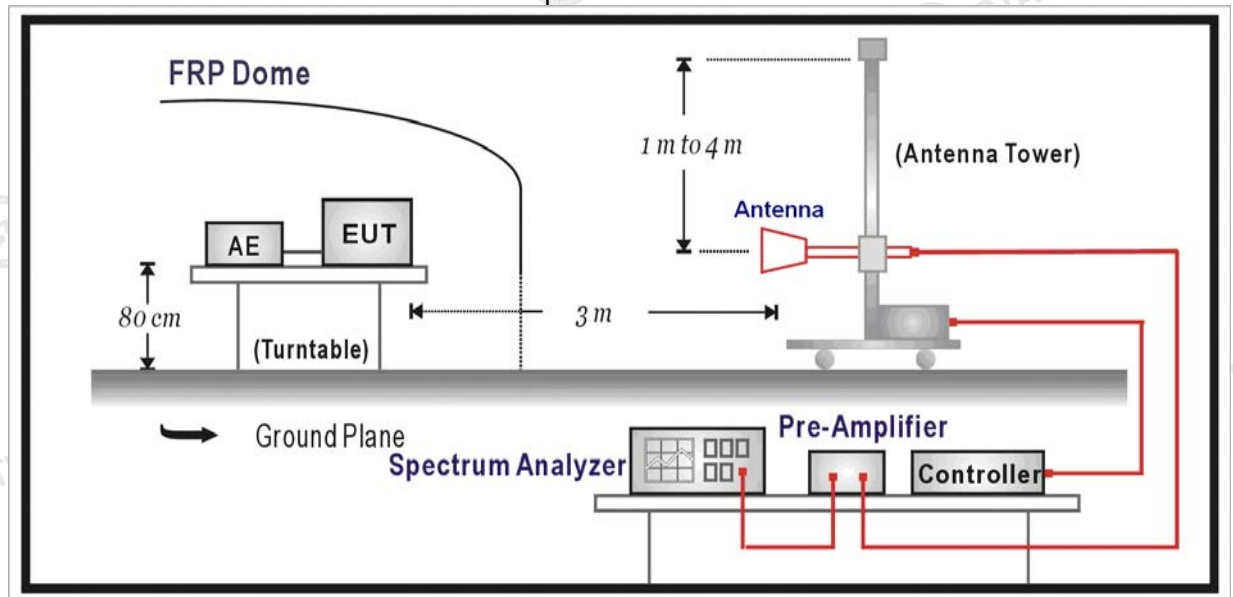 FRP Dome
1 m to 4 m
(Antenna Tower)
Antenna
AE
EUT
80 cm
3 m
(Turntable)
Ground Plane
Pre-Amplifier
Spectrum Analyzer
Controller